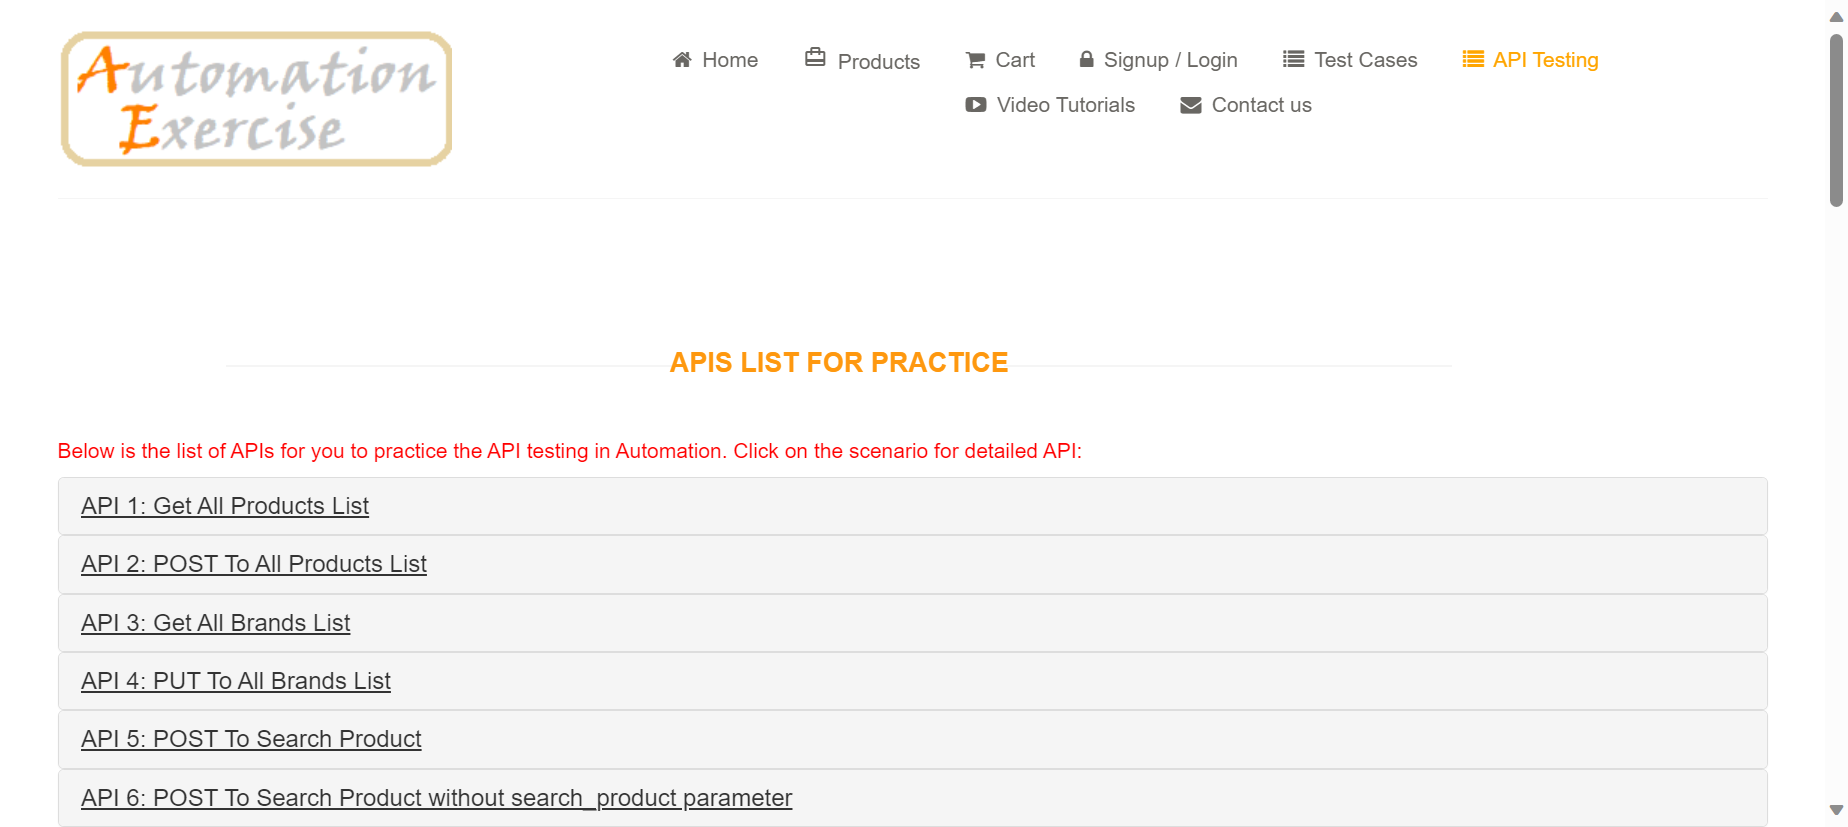 Automation
Exercise
Home Products Cart Signup / Login Test Cases API Testing
Video Tutorials Contact us
APIS LIST FOR PRACTICE
Below is the list of APIs for you to practice the API testing in Automation. Click on the scenario for detailed API:
API 1: Get All Products List
API 2: POST To All Products List
API 3: Get All Brands List
API 4: PUT To All Brands List
API 5: POST To Search Product
API 6: POST To Search Product without search_product parameter